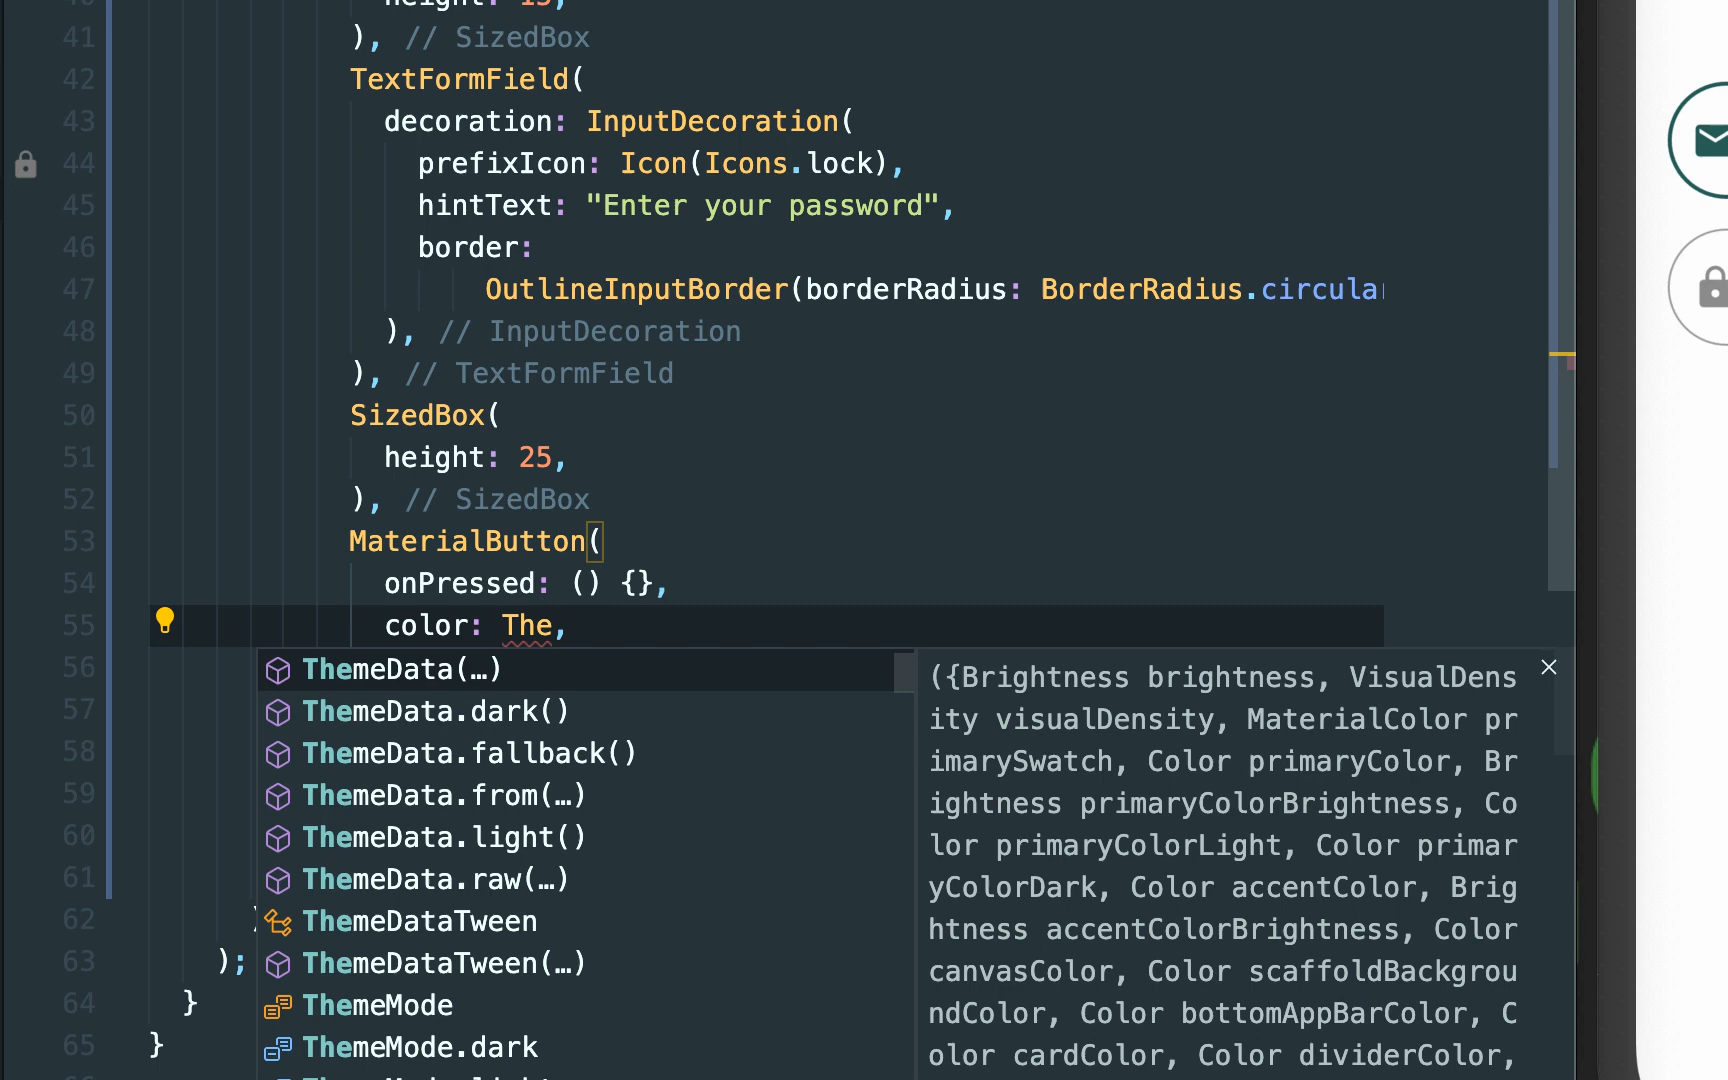 height: 15,
41 ), // SizedBox
42 TextFormField(
43 decoration: InputDecoration(
44 prefixIcon: Icon(Icons.lock),
45 hintText: "Enter your password",
46 border:
47 OutlineInputBorder(borderRadius: BorderRadius.circular
48 ), // InputDecoration
49 ), // TextFormField
50 SizedBox(
51 height: 25,
52 ), // SizedBox
53 MaterialButton(
54 onPressed: () {},
55 color: The,
56
57
58
59
60
61
62 )
63 );
64 }
65 }
ThemeData(…)
ThemeData.dark()
ThemeData.fallback()
ThemeData.from(…)
ThemeData.light()
ThemeData.raw(…)
ThemeDataTween
ThemeDataTween(…)
ThemeMode
ThemeMode.dark
({Brightness brightness, VisualDens
ity visualDensity, MaterialColor pr
imarySwatch, Color primaryColor, Br
ightness primaryColorBrightness, Co
lor primaryColorLight, Color primar
yColorDark, Color accentColor, Brig
htness accentColorBrightness, Color
canvasColor, Color scaffoldBackgrou
ndColor, Color bottomAppBarColor, C
olor cardColor, Color dividerColor,